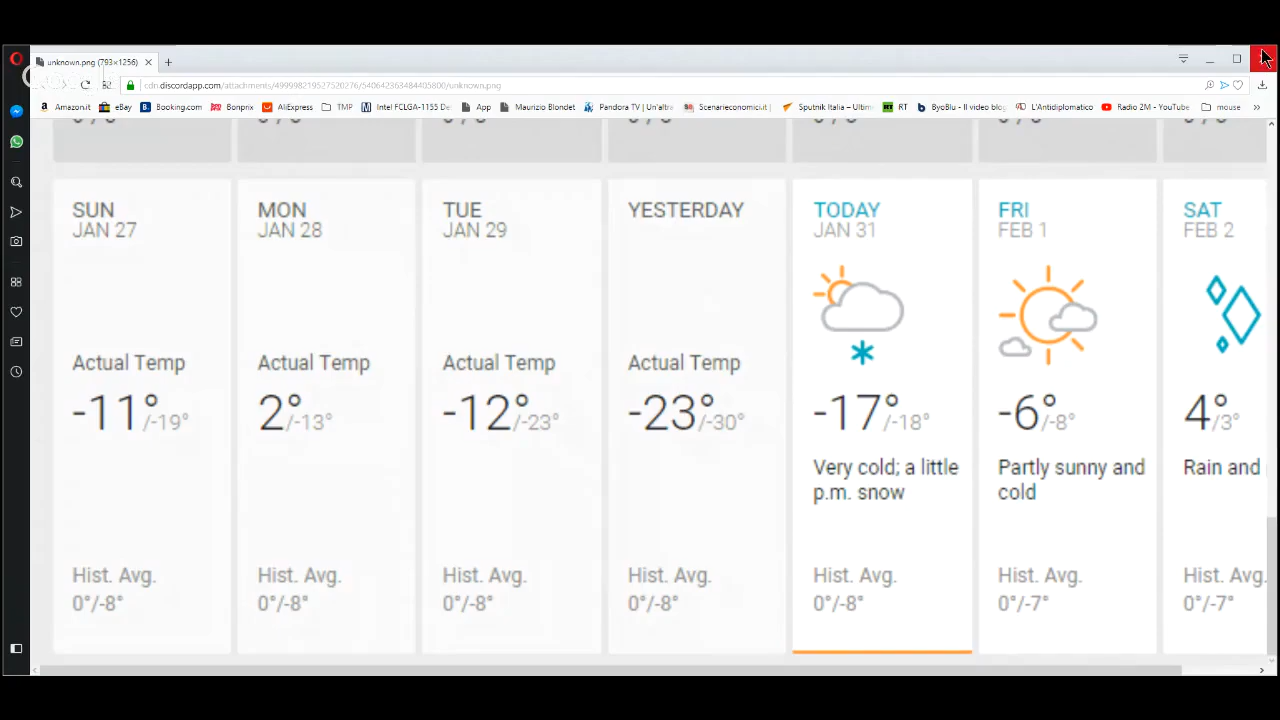 unknown.png (793×1256)
cdn.discordapp.com/attachments/499998219527520276/540642363484405800/unknown.png
Amazon.it eBay Booking.com Bonprix AliExpress TMP Intel FCLGA-1155 De Discord App Maurizio Blondet Pandora TV | Un'altr Scenarieconomici.it Sputnik Italia – Ultim RT ByoBlu - Il video blog L'Antidiplomatico Radio 2M - YouTube mouse
SUN
JAN 27
Actual Temp
-11°/-19°
Hist. Avg.
0°/-8°
MON
JAN 28
Actual Temp
2°/-13°
Hist. Avg.
0°/-8°
TUE
JAN 29
Actual Temp
-12°/-23°
Hist. Avg.
0°/-8°
YESTERDAY
Actual Temp
-23°/-30°
Hist. Avg.
0°/-8°
TODAY
JAN 31
-17°/-18°
Very cold; a little
p.m. snow
Hist. Avg.
0°/-8°
FRI
FEB 1
-6°/-8°
Partly sunny and
cold
Hist. Avg.
0°/-7°
SAT
FEB 2
4°/3°
Rain and
Hist. Avg.
0°/-7°